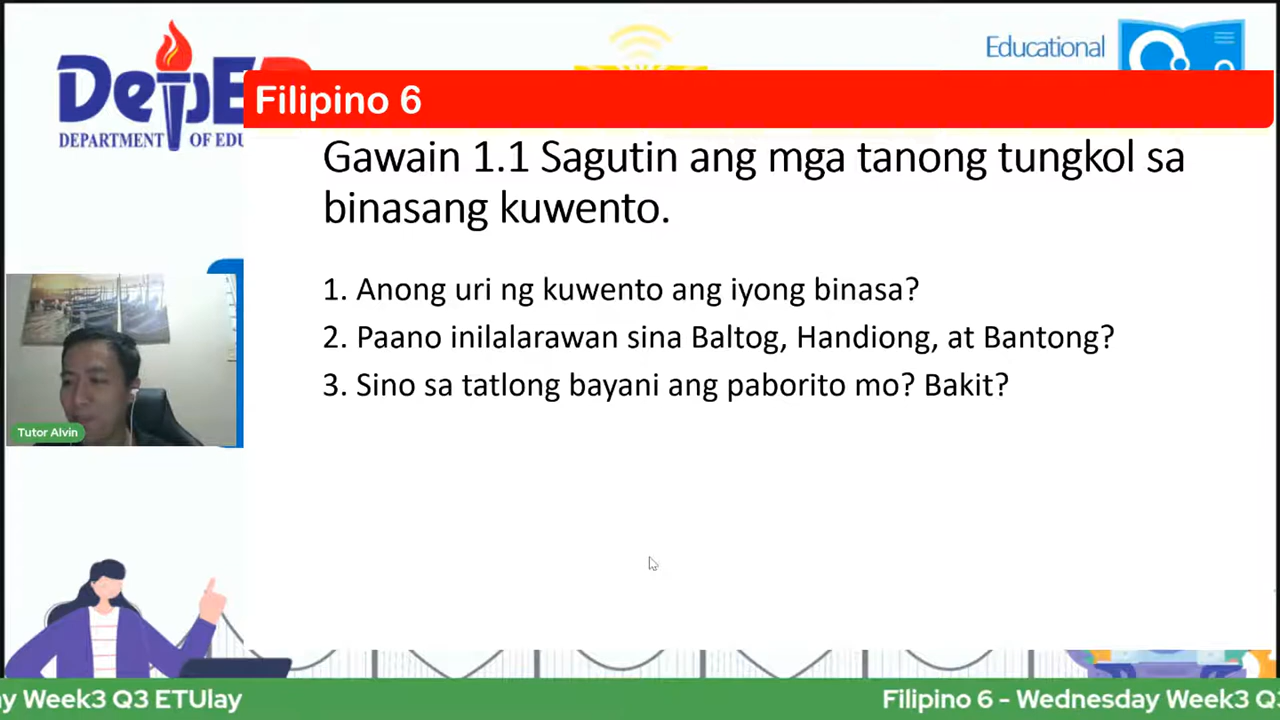 DepED
DEPARTMENT OF EDU
Educational
Filipino 6
Gawain 1.1 Sagutin ang mga tanong tungkol sa
binasang kuwento.
1. Anong uri ng kuwento ang iyong binasa?
2. Paano inilalarawan sina Baltog, Handiong, at Bantong?
3. Sino sa tatlong bayani ang paborito mo? Bakit?
Tutor Alvin
ay Week3 Q3 ETUlay
Filipino 6 - Wednesday Week3 Q3